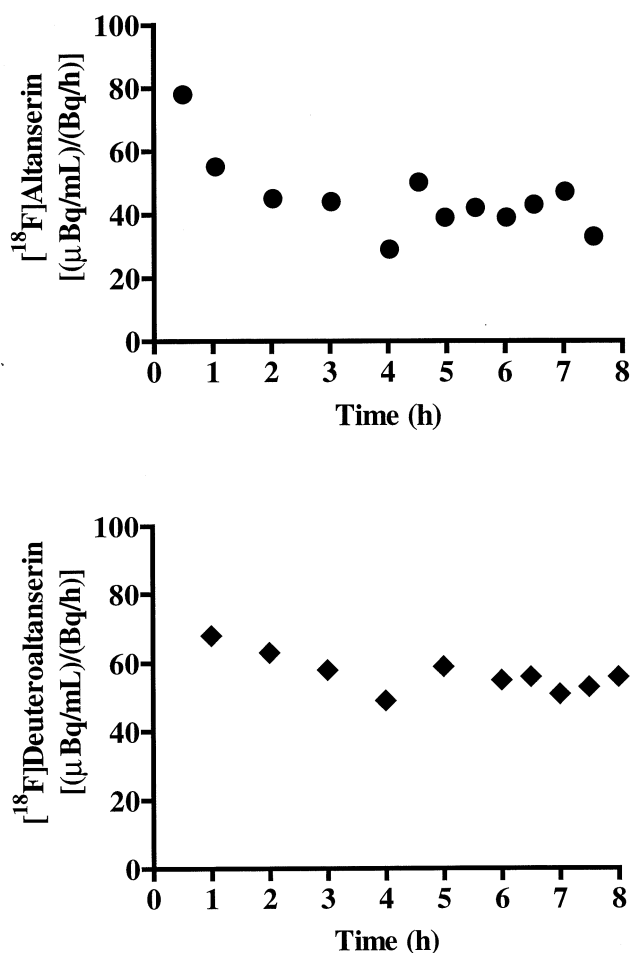 [18F]Altanserin
[(μBq/mL)/(Bq/h)]
100
80
60
40
20
0
0 1 2 3 4 5 6 7 8
Time (h)
[18F]Deuteroaltanserin
[(μBq/mL)/(Bq/h)]
100
80
60
40
20
0
0 1 2 3 4 5 6 7 8
Time (h)